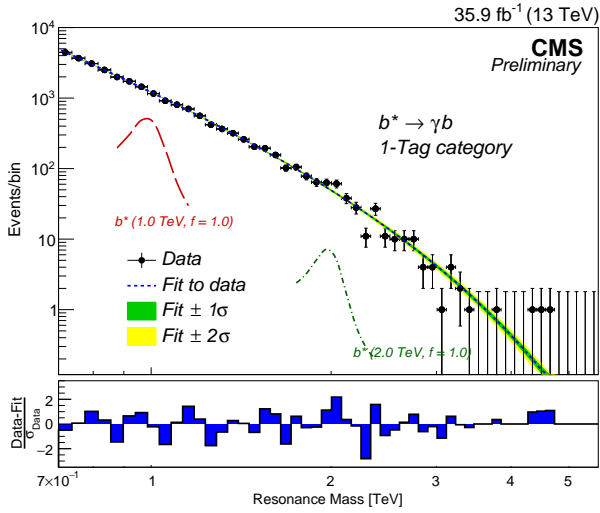 35.9 fb⁻¹ (13 TeV)
CMS
Preliminary
b* → γb
1-Tag category
b* (1.0 TeV, f = 1.0)
b* (2.0 TeV, f = 1.0)
Data
Fit to data
Fit ± 1σ
Fit ± 2σ
Events/bin
10⁴
10³
10²
10
1
Data-Fit
σ_Data
2
0
−2
7×10⁻¹
1
2
3
4
5
Resonance Mass [TeV]